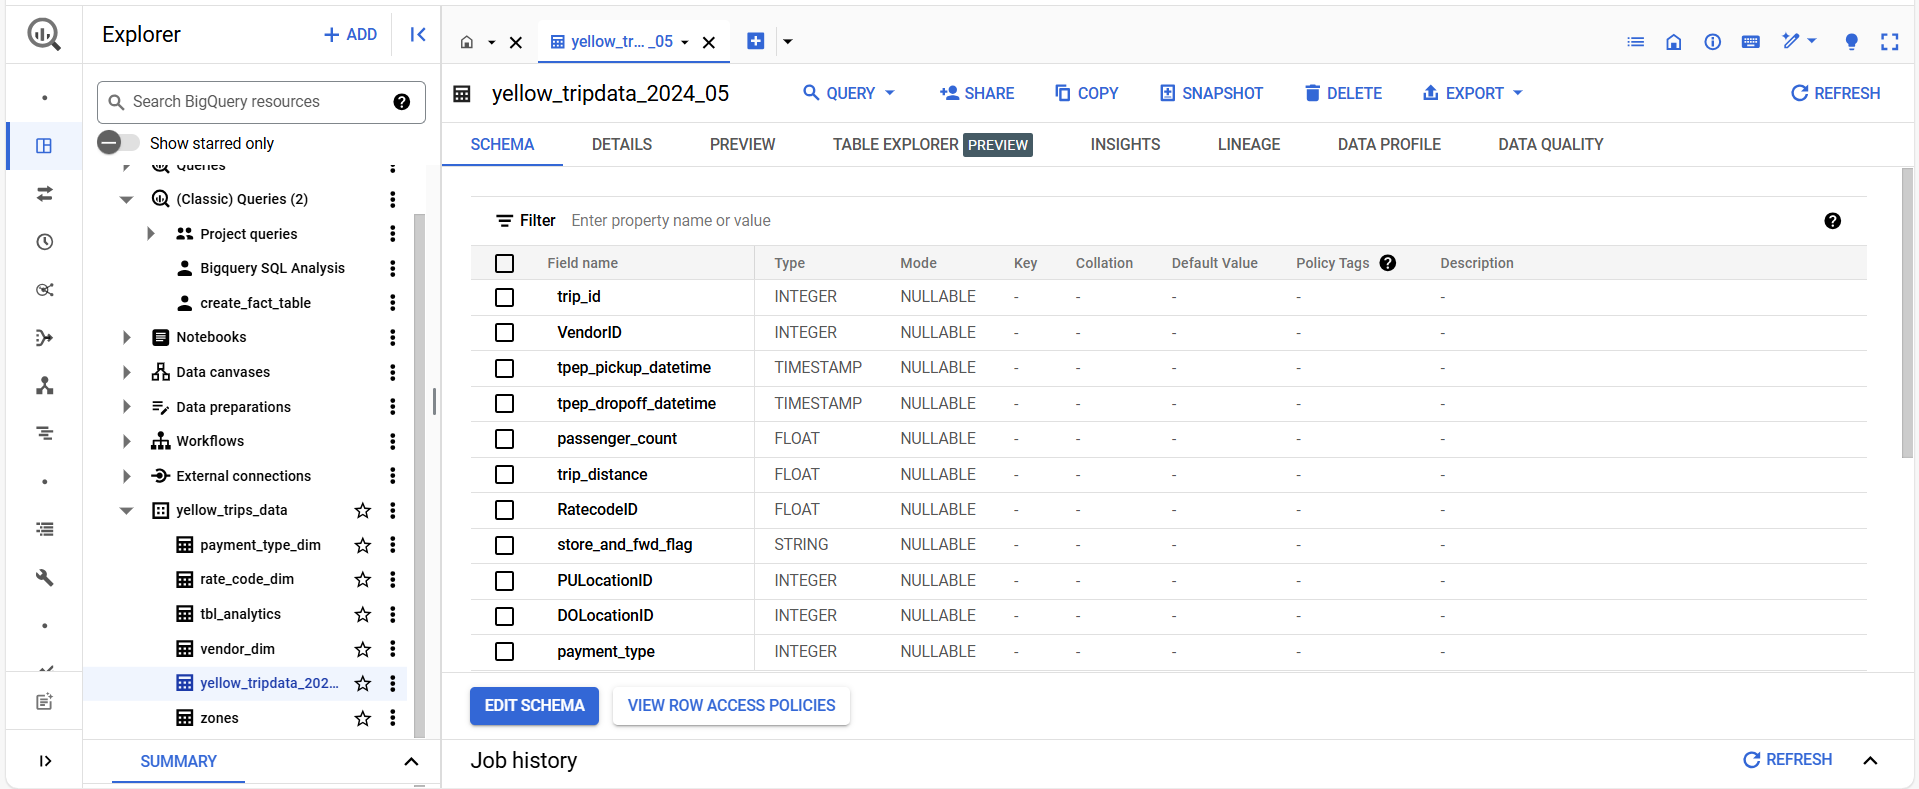 Explorer
ADD
Search BigQuery resources
Show starred only
Queries
(Classic) Queries (2)
Project queries
Bigquery SQL Analysis
create_fact_table
Notebooks
Data canvases
Data preparations
Workflows
External connections
yellow_trips_data
payment_type_dim
rate_code_dim
tbl_analytics
vendor_dim
yellow_tripdata_202...
zones
SUMMARY
yellow_tr... _05
yellow_tripdata_2024_05
QUERY SHARE COPY SNAPSHOT DELETE EXPORT REFRESH
SCHEMA DETAILS PREVIEW TABLE EXPLORER PREVIEW INSIGHTS LINEAGE DATA PROFILE DATA QUALITY
Filter Enter property name or value
Field name Type Mode Key Collation Default Value Policy Tags Description
trip_id INTEGER NULLABLE - - - - -
VendorID INTEGER NULLABLE - - - - -
tpep_pickup_datetime TIMESTAMP NULLABLE - - - - -
tpep_dropoff_datetime TIMESTAMP NULLABLE - - - - -
passenger_count FLOAT NULLABLE - - - - -
trip_distance FLOAT NULLABLE - - - - -
RatecodeID FLOAT NULLABLE - - - - -
store_and_fwd_flag STRING NULLABLE - - - - -
PULocationID INTEGER NULLABLE - - - - -
DOLocationID INTEGER NULLABLE - - - - -
payment_type INTEGER NULLABLE - - - - -
EDIT SCHEMA VIEW ROW ACCESS POLICIES
Job history REFRESH